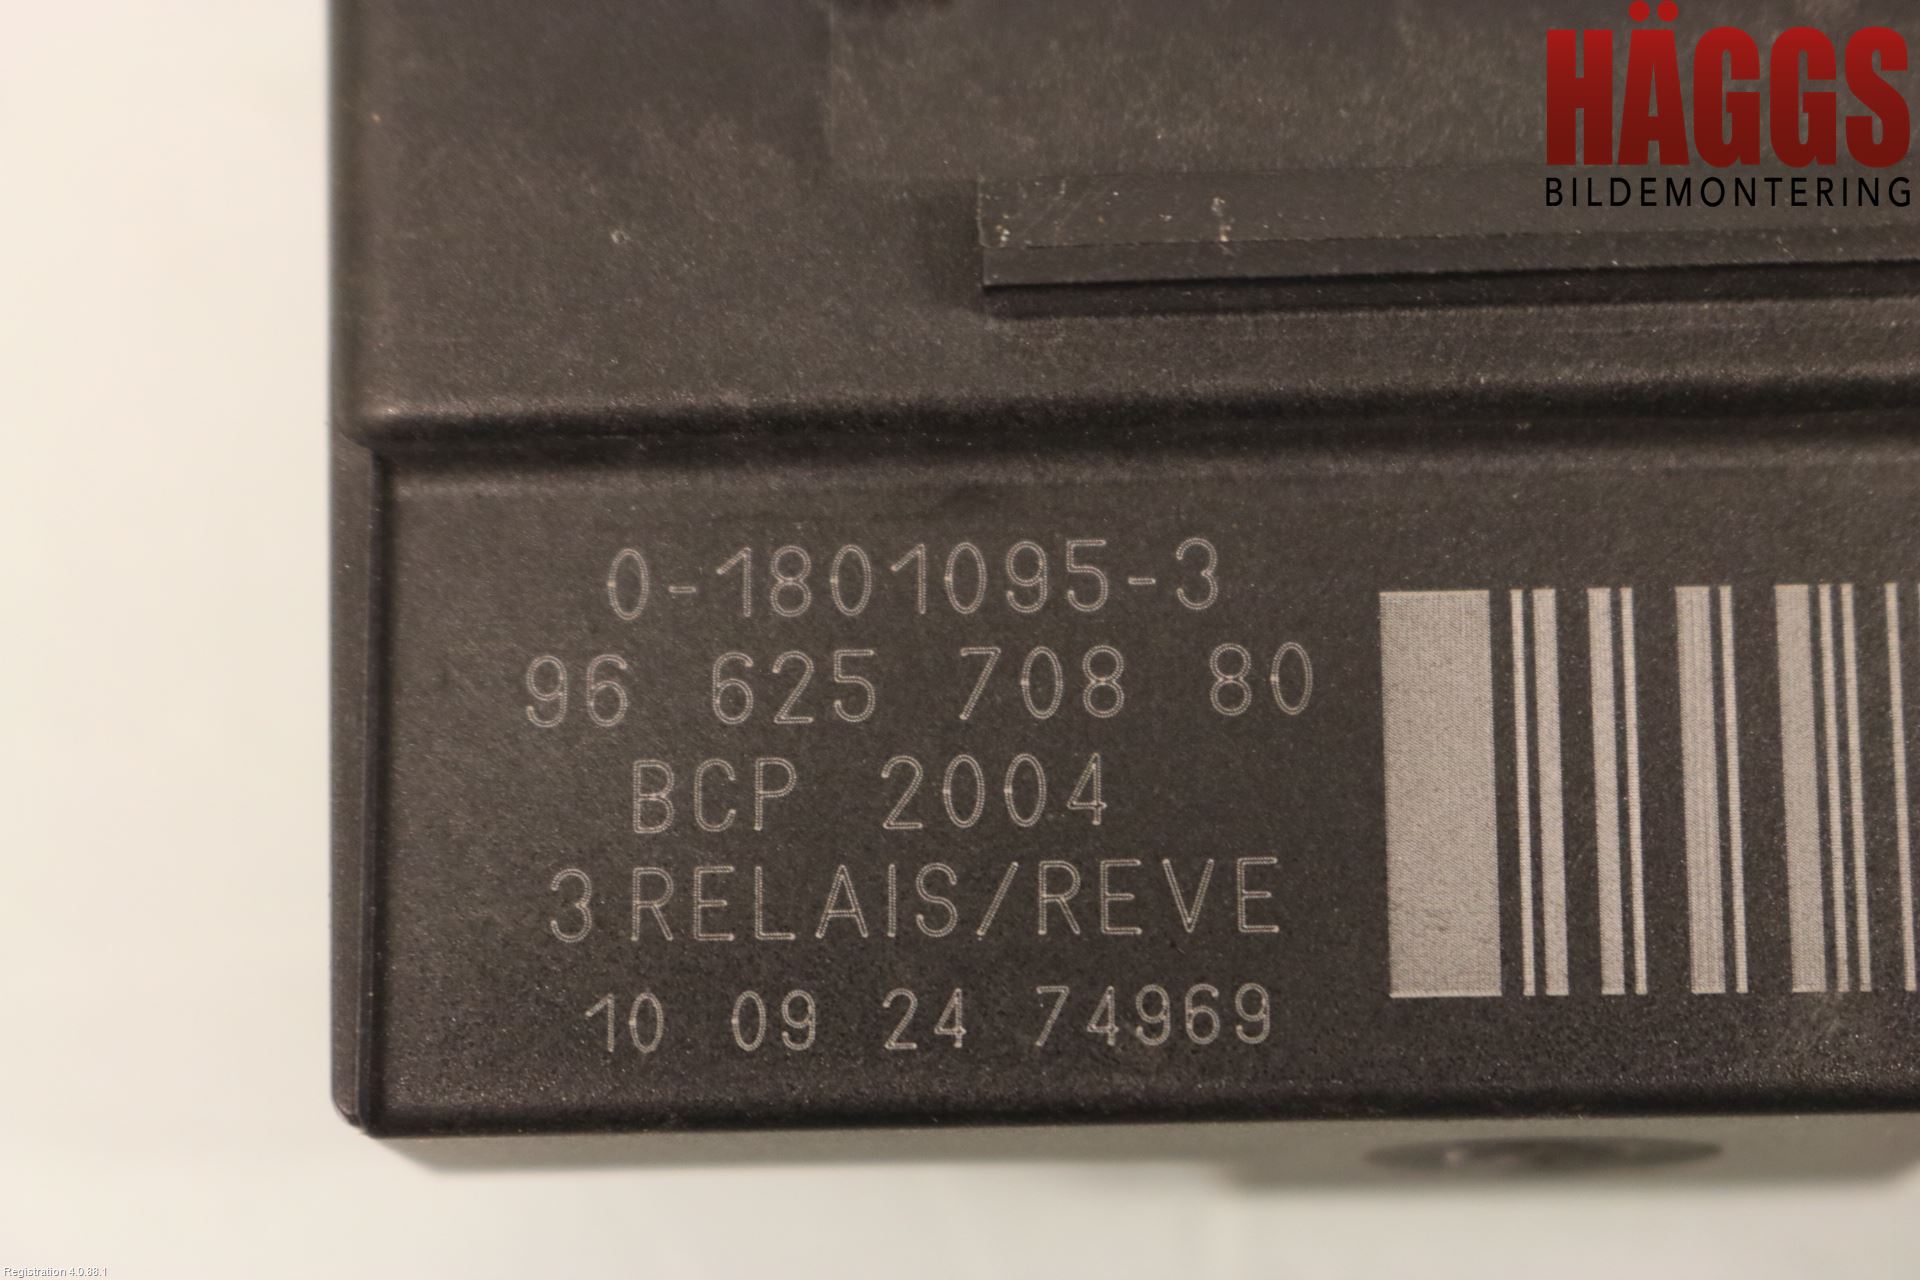 HÄGGS
BILDEMONTERING
0-1801095-3
96 625 708 80
BCP 2004
3 RELAIS/REVE
10 09 24 74969
Registration 4.0.88.1